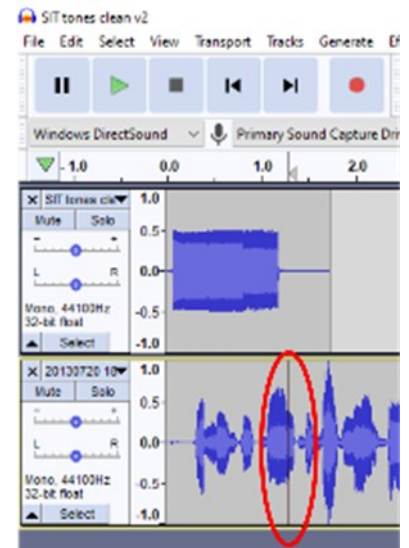 SIT tones clean v2
File Edit Select View Transport Tracks Generate Ef
Windows DirectSound Primary Sound Capture Dri
- 1.0 0.0 1.0 2.0
SIT tones cle
Mute Solo
- +
L R
Mono, 44100Hz
32-bit float
Select
1.0
0.5-
0.0-
-0.5-
-1.0
20130720 18
Mute Solo
- +
L R
Mono, 44100Hz
32-bit float
Select
1.0
0.5-
0.0-
-0.5-
-1.0